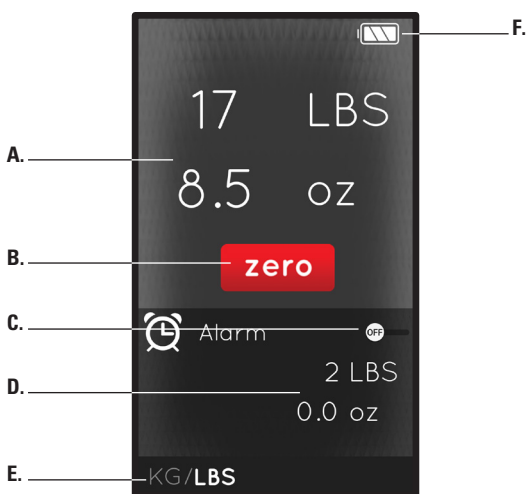 F.
17 LBS
A.
8.5 oz
B.
zero
C.
Alarm OFF
2 LBS
D.
0.0 oz
E.
KG/LBS